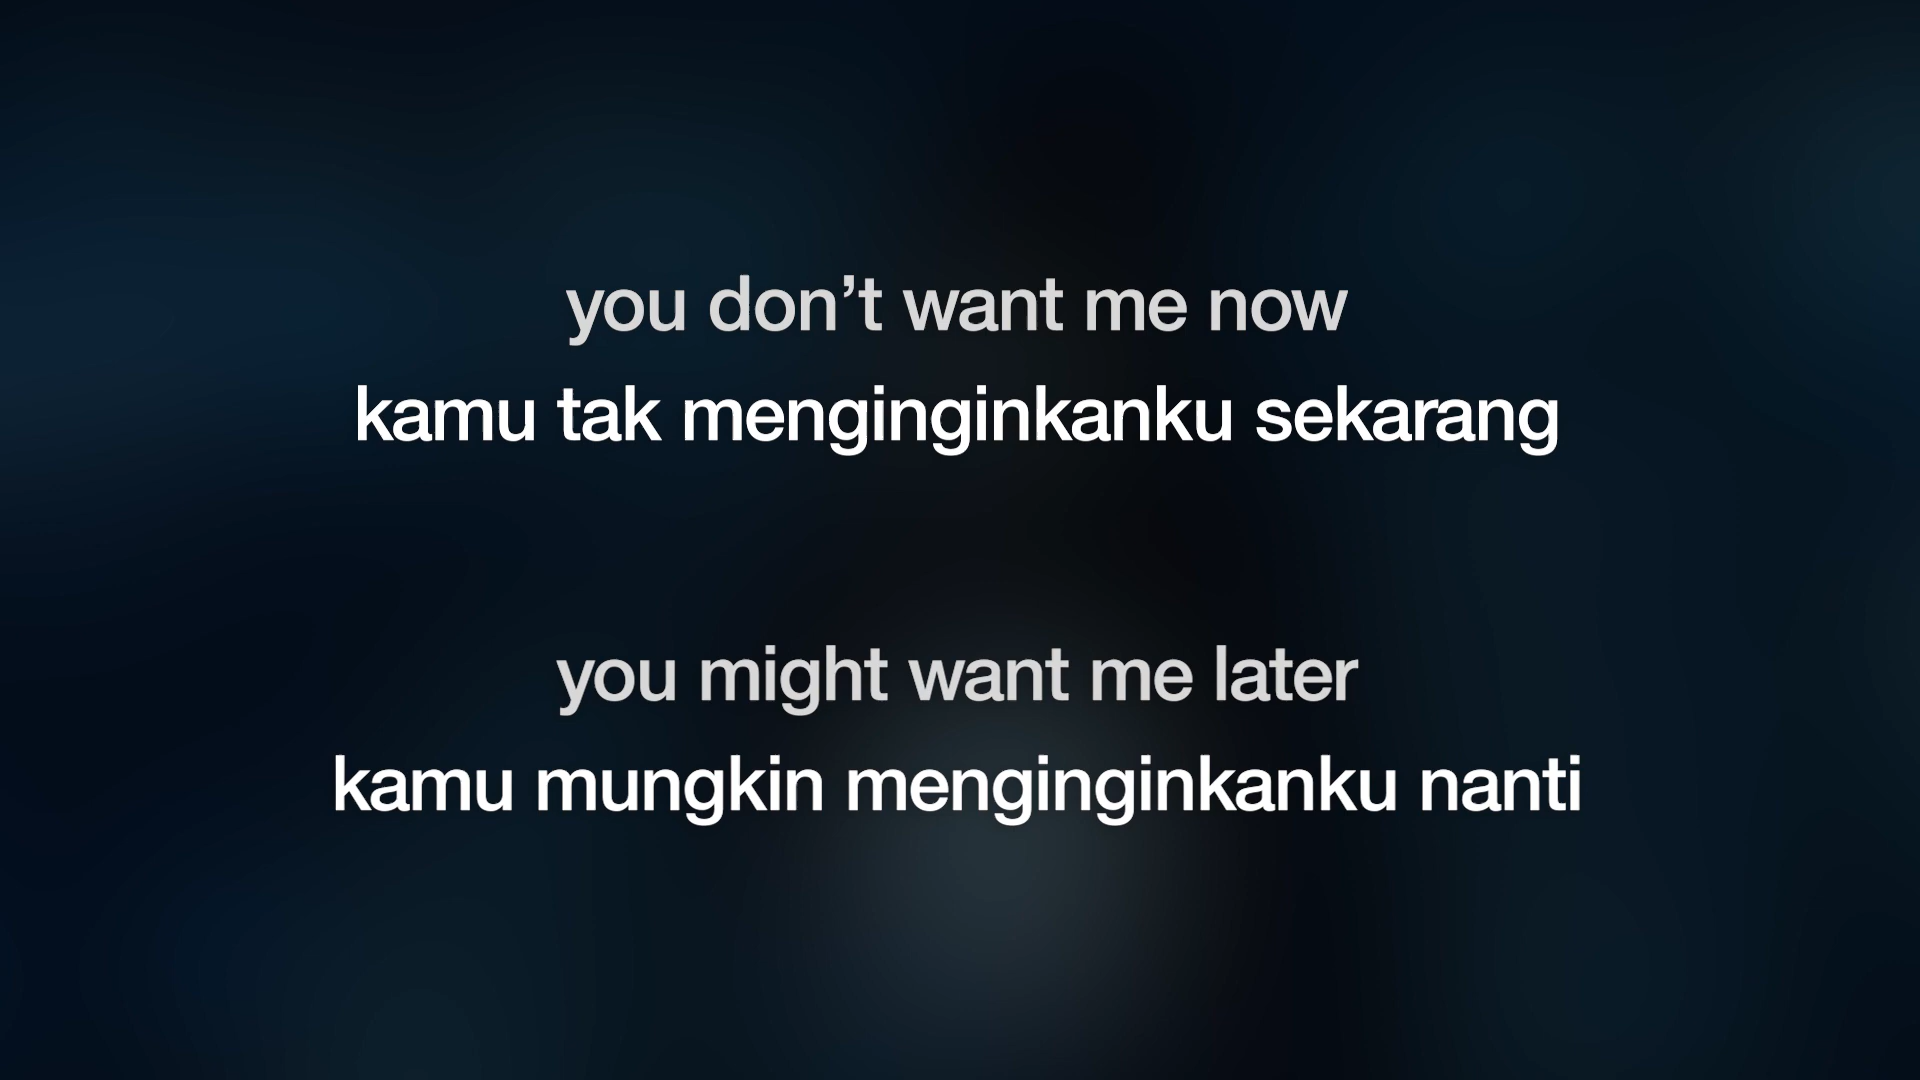 you don’t want me now
kamu tak menginginkanku sekarang
you might want me later
kamu mungkin menginginkanku nanti